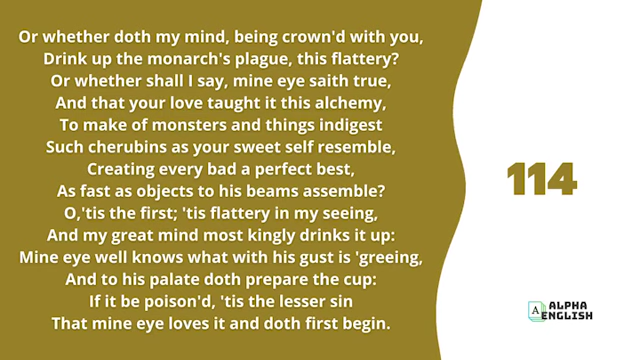 Or whether doth my mind, being crown'd with you,
Drink up the monarch's plague, this flattery?
Or whether shall I say, mine eye saith true,
And that your love taught it this alchemy,
To make of monsters and things indigest
Such cherubins as your sweet self resemble,
Creating every bad a perfect best,
As fast as objects to his beams assemble?
O,'tis the first; 'tis flattery in my seeing,
And my great mind most kingly drinks it up:
Mine eye well knows what with his gust is 'greeing,
And to his palate doth prepare the cup:
If it be poison'd, 'tis the lesser sin
That mine eye loves it and doth first begin.
114
A
ALPHA
ENGLISH